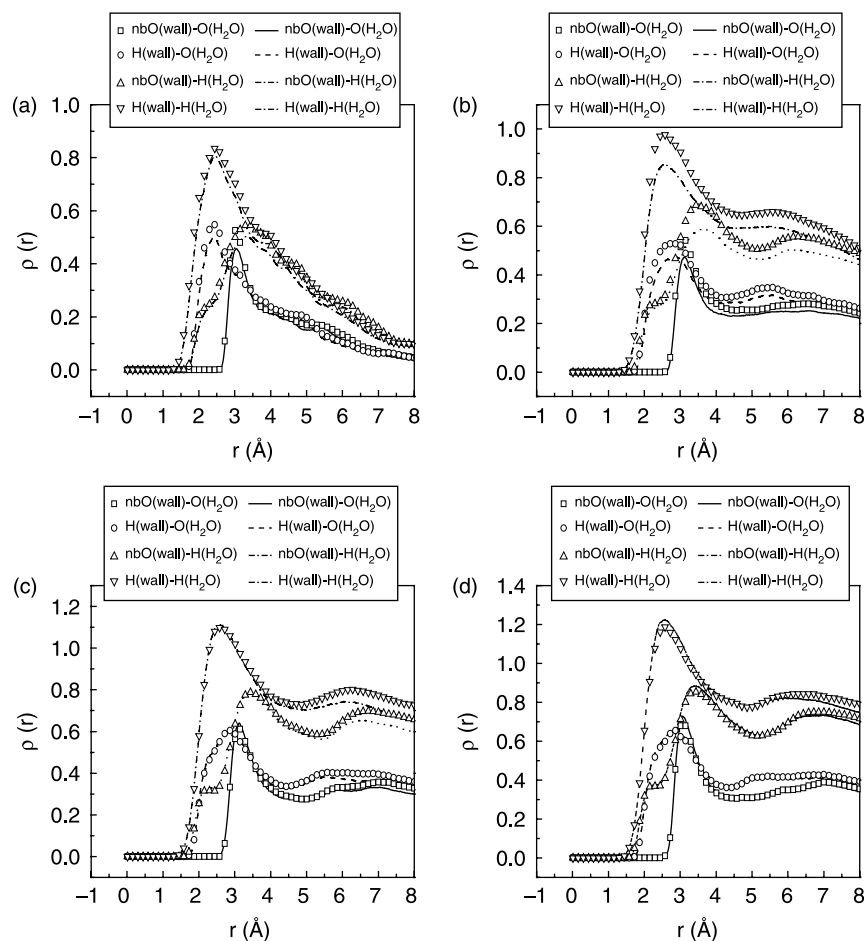 nbO(wall)-O(H₂O) nbO(wall)-O(H₂O)
H(wall)-O(H₂O) H(wall)-O(H₂O)
nbO(wall)-H(H₂O) nbO(wall)-H(H₂O)
H(wall)-H(H₂O) H(wall)-H(H₂O)
(a)
1.0
0.8
0.6
0.4
0.2
0.0
ρ (r)
−1 0 1 2 3 4 5 6 7 8
r (Å)
nbO(wall)-O(H₂O) nbO(wall)-O(H₂O)
H(wall)-O(H₂O) H(wall)-O(H₂O)
nbO(wall)-H(H₂O) nbO(wall)-H(H₂O)
H(wall)-H(H₂O) H(wall)-H(H₂O)
(b)
1.0
0.8
0.6
0.4
0.2
0.0
ρ (r)
−1 0 1 2 3 4 5 6 7 8
r (Å)
nbO(wall)-O(H₂O) nbO(wall)-O(H₂O)
H(wall)-O(H₂O) H(wall)-O(H₂O)
nbO(wall)-H(H₂O) nbO(wall)-H(H₂O)
H(wall)-H(H₂O) H(wall)-H(H₂O)
(c)
1.2
1.0
0.8
0.6
0.4
0.2
0.0
ρ (r)
−1 0 1 2 3 4 5 6 7 8
r (Å)
nbO(wall)-O(H₂O) nbO(wall)-O(H₂O)
H(wall)-O(H₂O) H(wall)-O(H₂O)
nbO(wall)-H(H₂O) nbO(wall)-H(H₂O)
H(wall)-H(H₂O) H(wall)-H(H₂O)
(d)
1.4
1.2
1.0
0.8
0.6
0.4
0.2
0.0
ρ (r)
−1 0 1 2 3 4 5 6 7 8
r (Å)